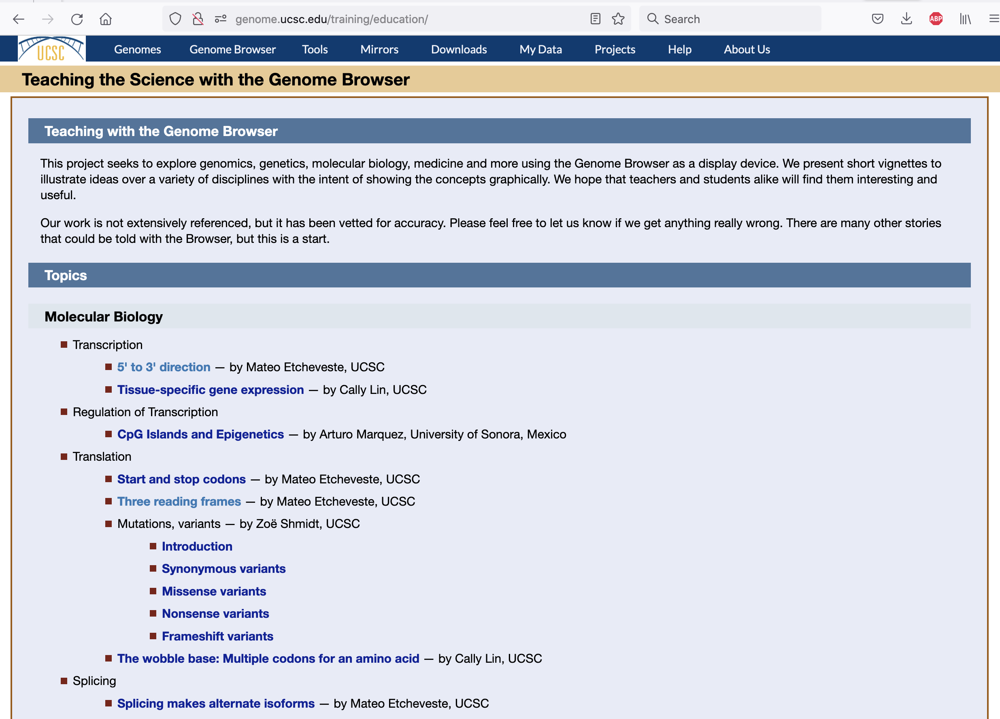 genome.ucsc.edu/training/education/
Search
ABP
UCSC
Genomes Genome Browser Tools Mirrors Downloads My Data Projects Help About Us
Teaching the Science with the Genome Browser
Teaching with the Genome Browser
This project seeks to explore genomics, genetics, molecular biology, medicine and more using the Genome Browser as a display device. We present short vignettes to
illustrate ideas over a variety of disciplines with the intent of showing the concepts graphically. We hope that teachers and students alike will find them interesting and
useful.
Our work is not extensively referenced, but it has been vetted for accuracy. Please feel free to let us know if we get anything really wrong. There are many other stories
that could be told with the Browser, but this is a start.
Topics
Molecular Biology
Transcription
5' to 3' direction — by Mateo Etcheveste, UCSC
Tissue-specific gene expression — by Cally Lin, UCSC
Regulation of Transcription
CpG Islands and Epigenetics — by Arturo Marquez, University of Sonora, Mexico
Translation
Start and stop codons — by Mateo Etcheveste, UCSC
Three reading frames — by Mateo Etcheveste, UCSC
Mutations, variants — by Zoë Shmidt, UCSC
Introduction
Synonymous variants
Missense variants
Nonsense variants
Frameshift variants
The wobble base: Multiple codons for an amino acid — by Cally Lin, UCSC
Splicing
Splicing makes alternate isoforms — by Mateo Etcheveste, UCSC